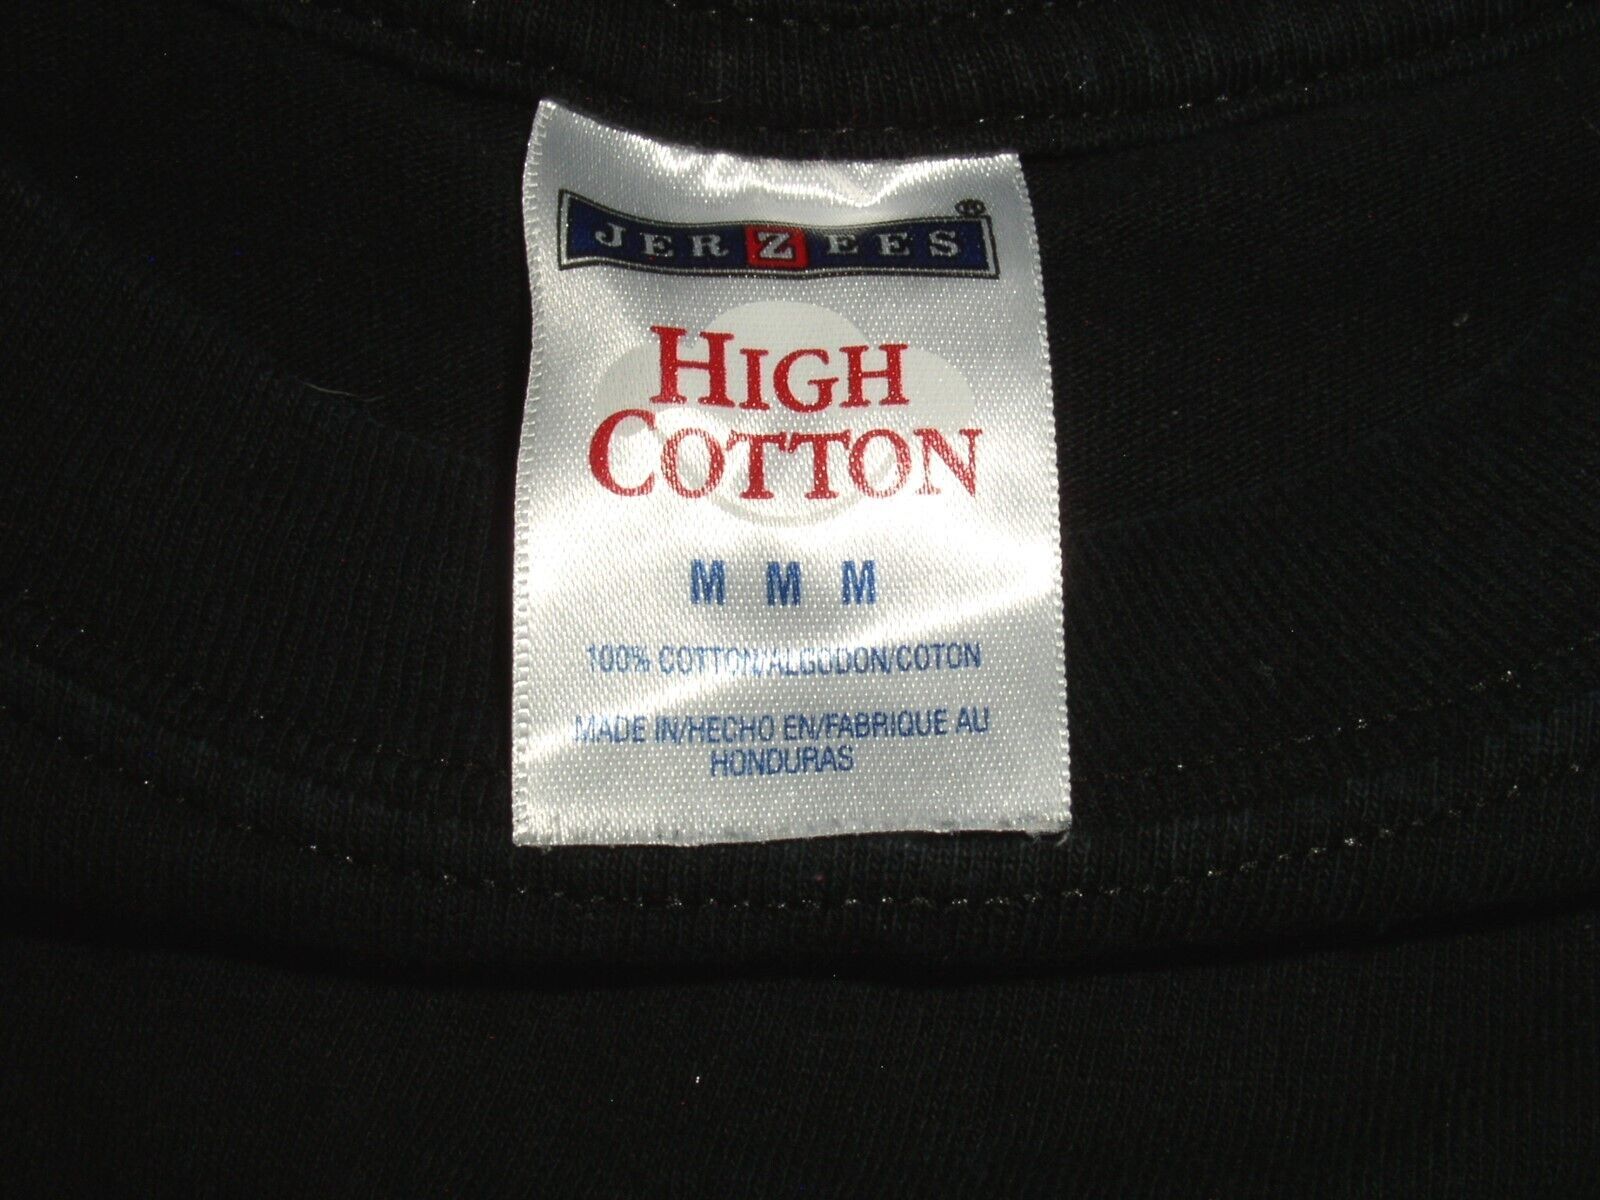 JERZEES®
HIGH
COTTON
M M M
100% COTTON/ALGODON/COTON
MADE IN/HECHO EN/FABRIQUE AU
HONDURAS